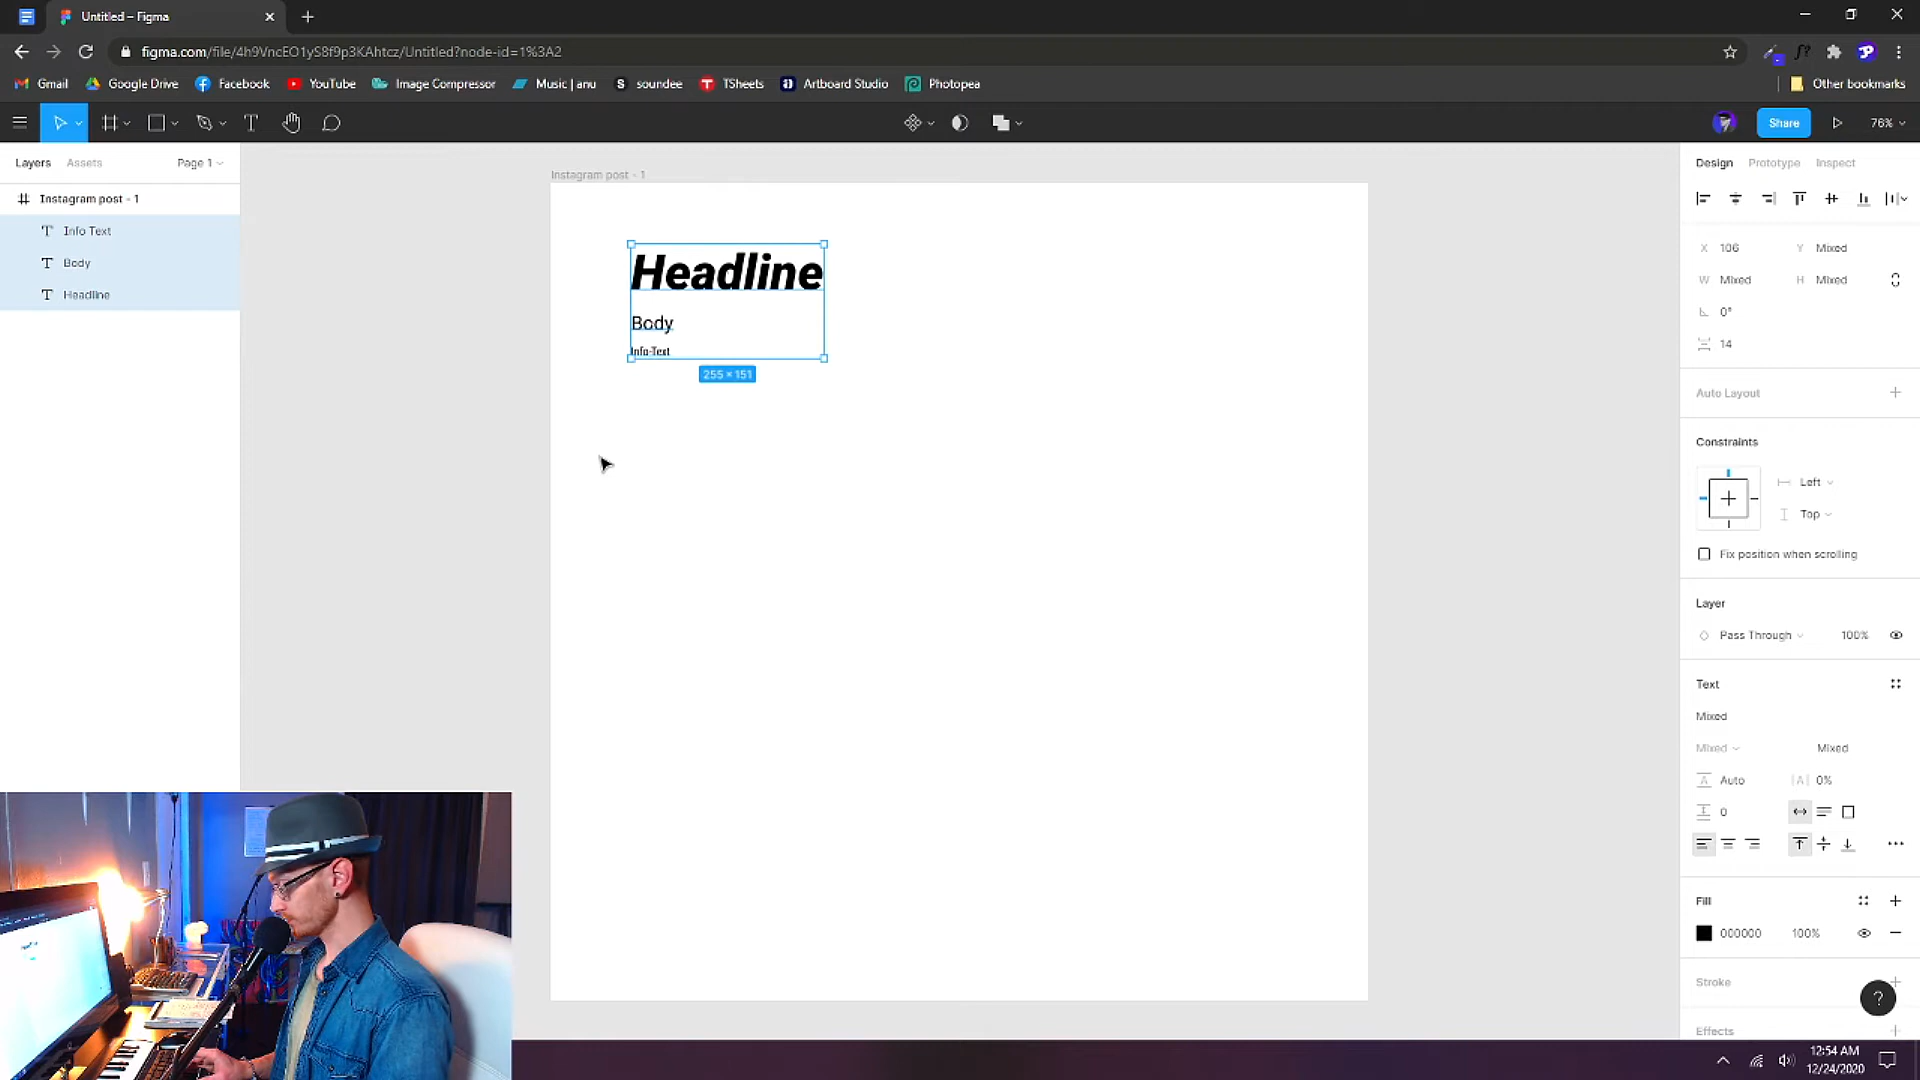 Untitled – Figma
figma.com/file/4h9VncEO1yS8f9p3KAhtcz/Untitled?node-id=1%3A2
Gmail Google Drive Facebook YouTube Image Compressor Music | anu soundee TSheets Artboard Studio Photopea Other bookmarks
Share 76%
Layers Assets Page 1
Instagram post - 1
Info Text
Body
Headline
Instagram post - 1
Headline
Body
Info Text
255 × 151
Design Prototype Inspect
X 106 Y Mixed
W Mixed H Mixed
0°
14
Auto Layout
Constraints
Left
Top
Fix position when scrolling
Layer
Pass Through 100%
Text
Mixed
Mixed Mixed
Auto 0%
0
Fill
000000 100%
Stroke
Effects
?
12:54 AM
12/24/2020